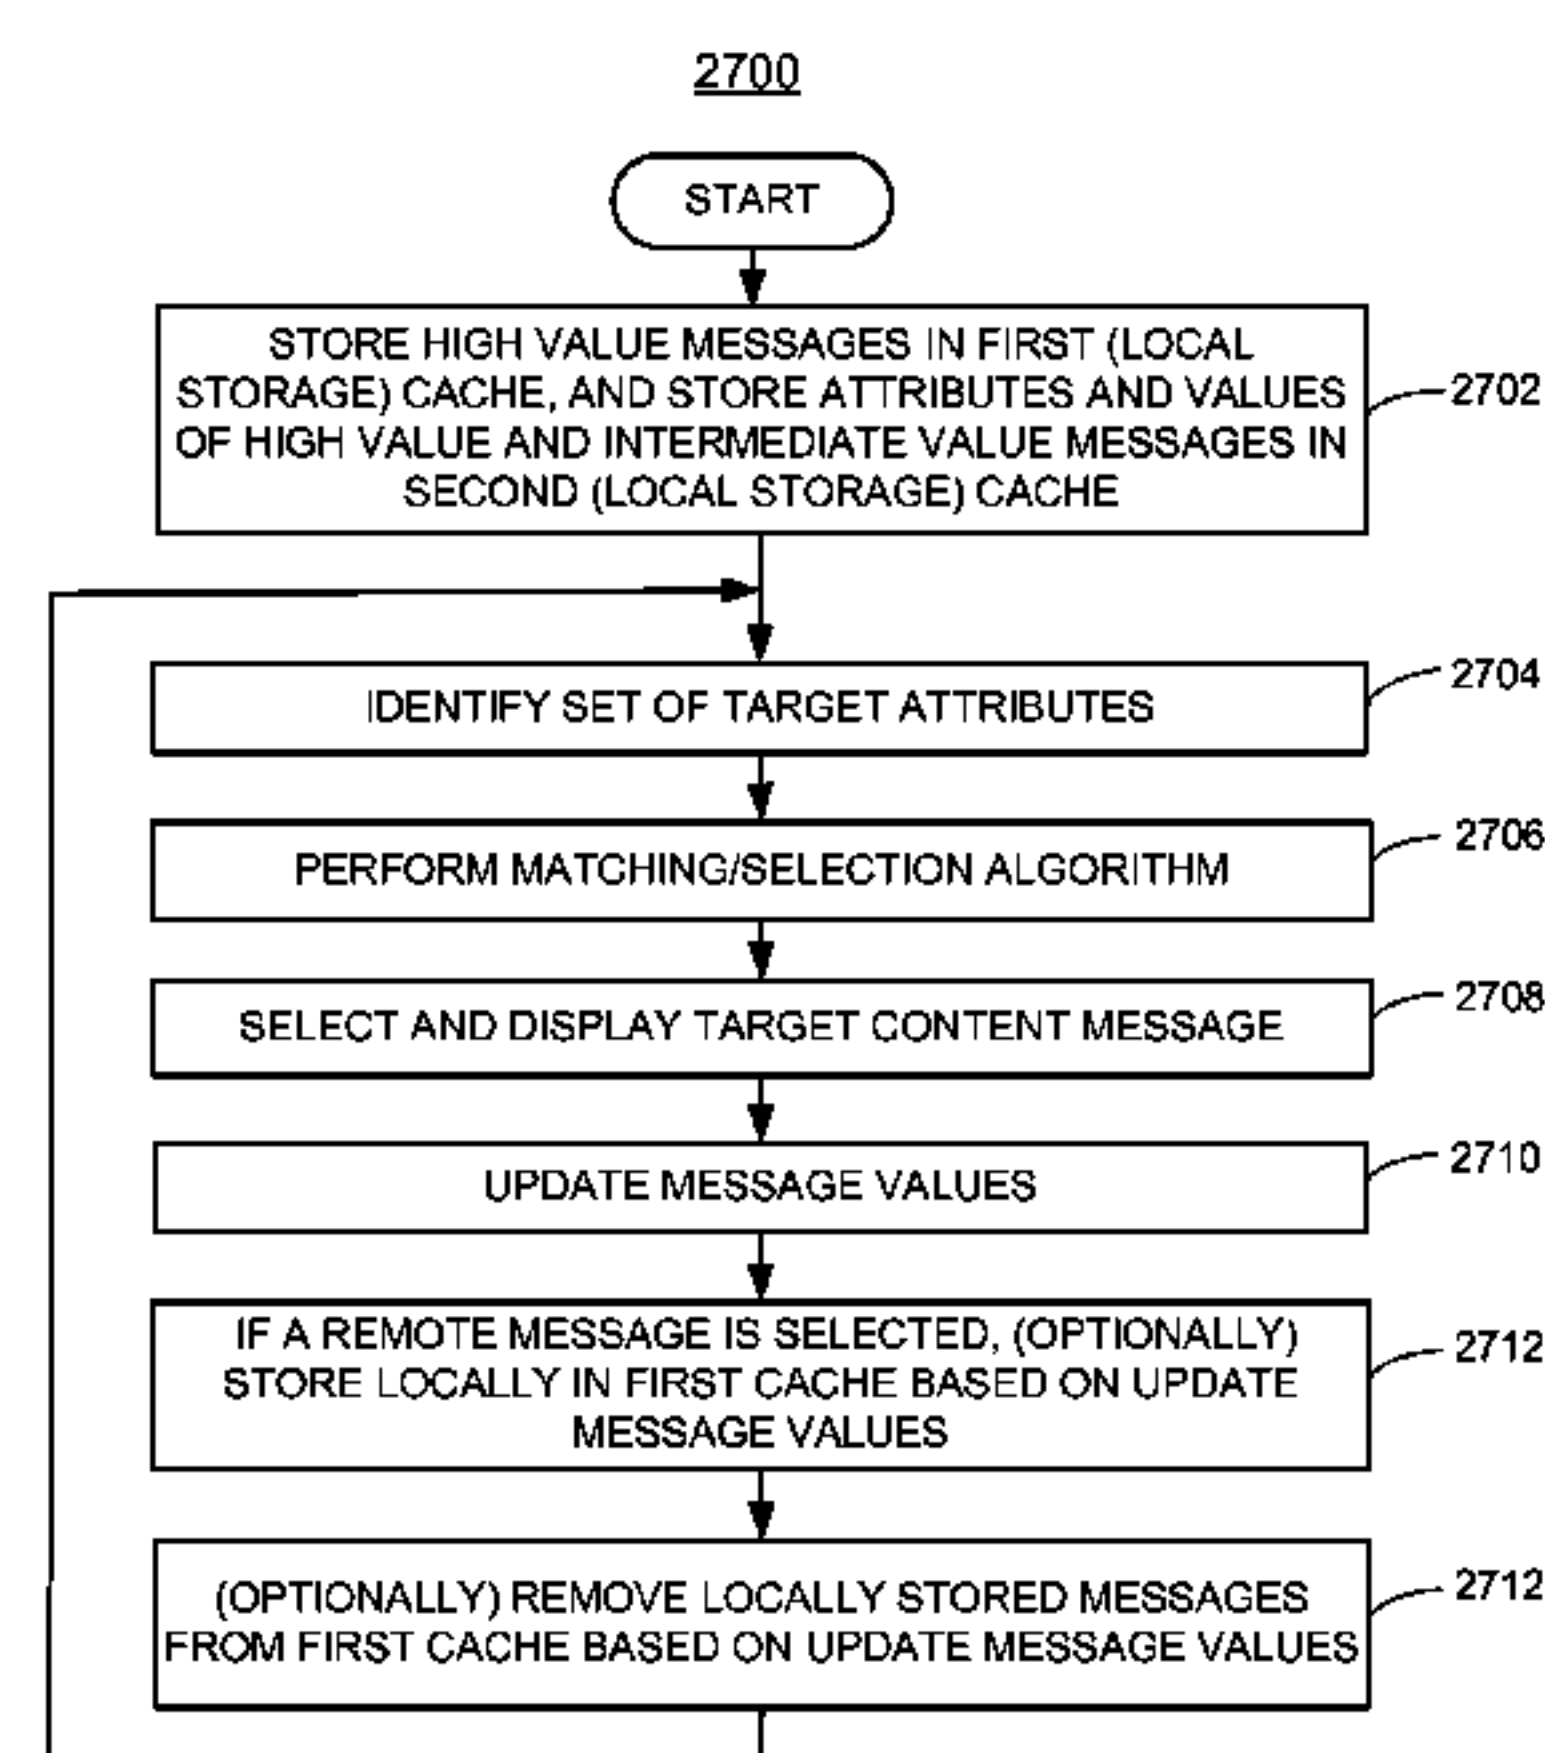 2700
START
STORE HIGH VALUE MESSAGES IN FIRST (LOCAL
STORAGE) CACHE, AND STORE ATTRIBUTES AND VALUES
OF HIGH VALUE AND INTERMEDIATE VALUE MESSAGES IN
SECOND (LOCAL STORAGE) CACHE
2702
IDENTIFY SET OF TARGET ATTRIBUTES
2704
PERFORM MATCHING/SELECTION ALGORITHM
2706
SELECT AND DISPLAY TARGET CONTENT MESSAGE
2708
UPDATE MESSAGE VALUES
2710
IF A REMOTE MESSAGE IS SELECTED, (OPTIONALLY)
STORE LOCALLY IN FIRST CACHE BASED ON UPDATE
MESSAGE VALUES
2712
(OPTIONALLY) REMOVE LOCALLY STORED MESSAGES
FROM FIRST CACHE BASED ON UPDATE MESSAGE VALUES
2712